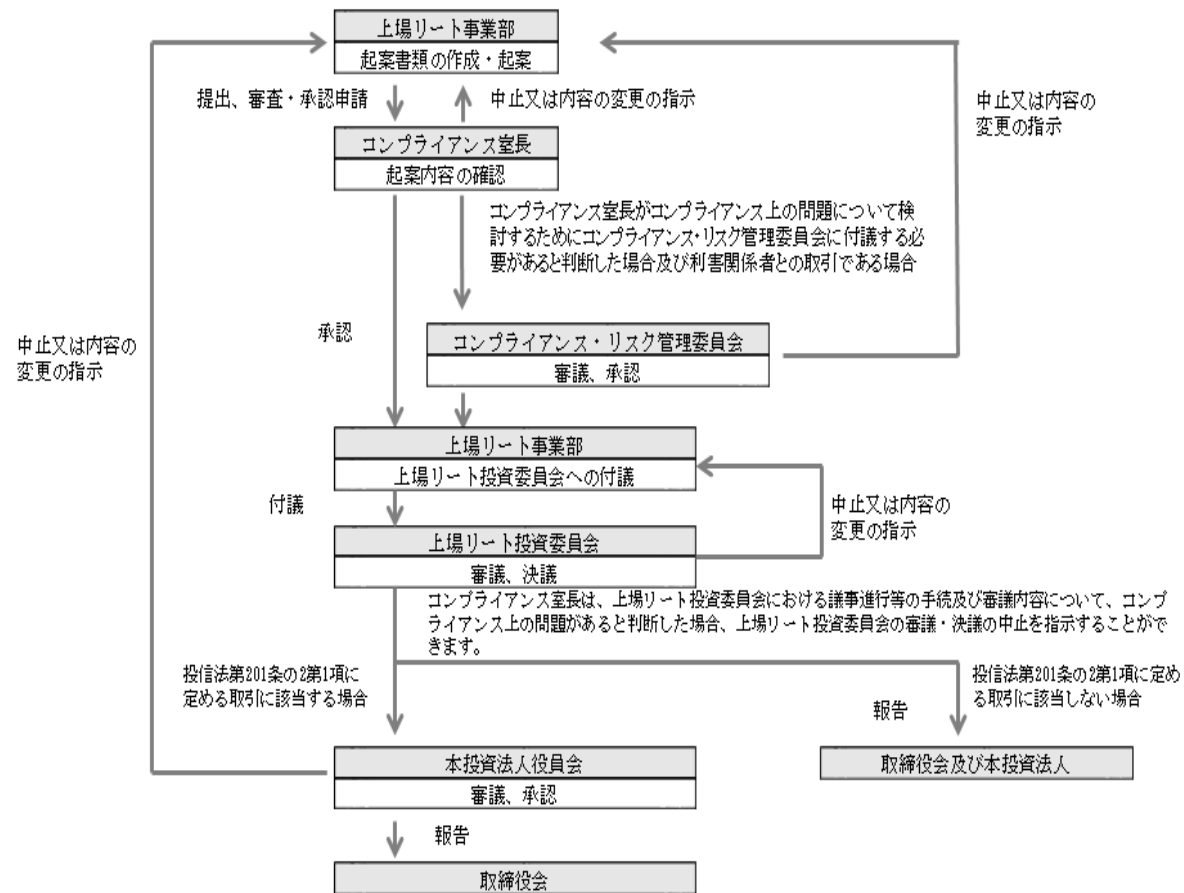 上場リート事業部
起案書類の作成・起案
提出、審査・承認申請
中止又は内容の変更の指示
中止又は内容の
変更の指示
コンプライアンス室長
起案内容の確認
コンプライアンス室長がコンプライアンス上の問題について検
討するためにコンプライアンス・リスク管理委員会に付議する必
要があると判断した場合及び利害関係者との取引である場合
承認
中止又は内容の
変更の指示
コンプライアンス・リスク管理委員会
審議、承認
上場リート事業部
上場リート投資委員会への付議
付議
中止又は内容の
変更の指示
上場リート投資委員会
審議、決議
コンプライアンス室長は、上場リート投資委員会における議事進行等の手続及び審議内容について、コンプ
ライアンス上の問題があると判断した場合、上場リート投資委員会の審議・決議の中止を指示することがで
きます。
投信法第201条の2第1項に
定める取引に該当する場合
投信法第201条の2第1項に定め
る取引に該当しない場合
報告
本投資法人役員会
審議、承認
取締役会及び本投資法人
報告
取締役会